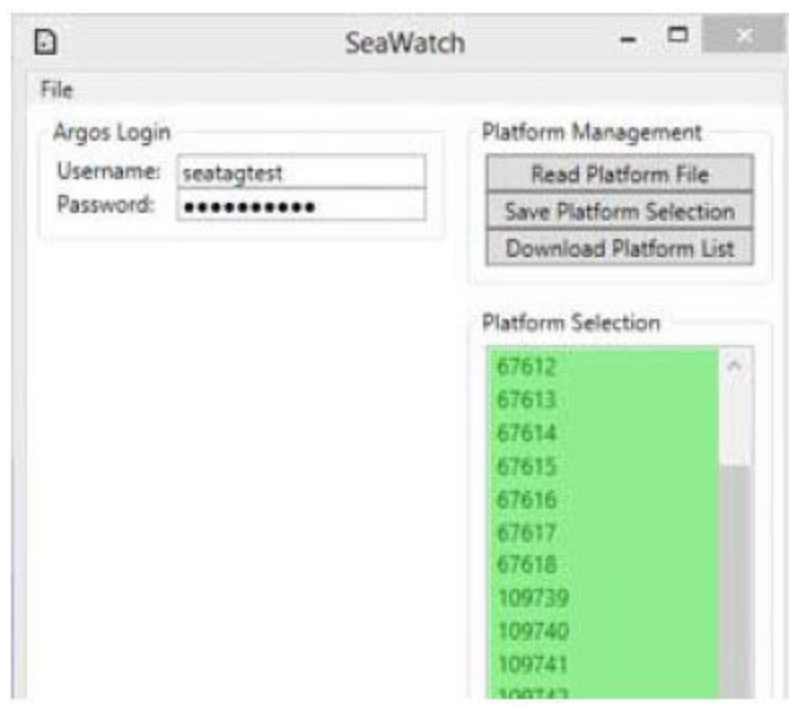 SeaWatch
File
Argos Login
Username: seatagtest
Password: ●●●●●●●●●●
Platform Management
Read Platform File
Save Platform Selection
Download Platform List
Platform Selection
67612
67613
67614
67615
67616
67617
67618
109739
109740
109741
109742